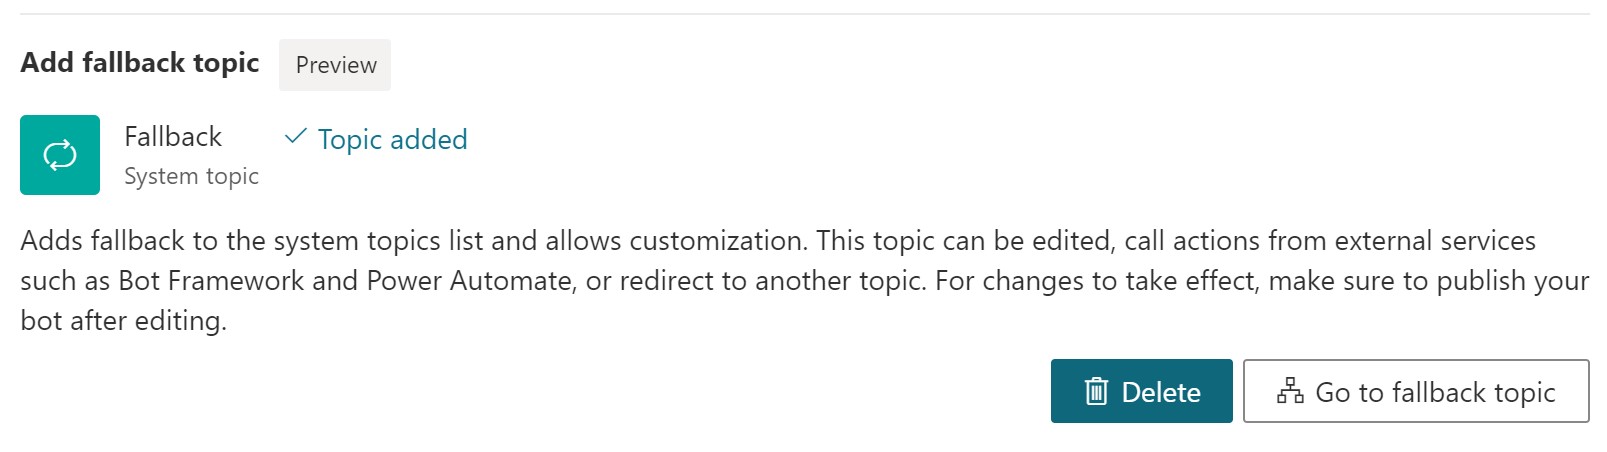 Add fallback topic Preview
Fallback Topic added
System topic
Adds fallback to the system topics list and allows customization. This topic can be edited, call actions from external services
such as Bot Framework and Power Automate, or redirect to another topic. For changes to take effect, make sure to publish your
bot after editing.
Delete Go to fallback topic